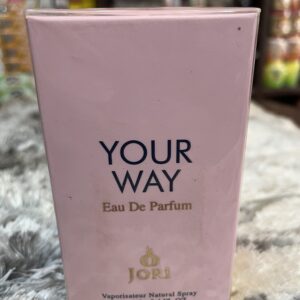 YOUR
WAY
Eau De Parfum
JORi
Vaporisateur Natural Spray